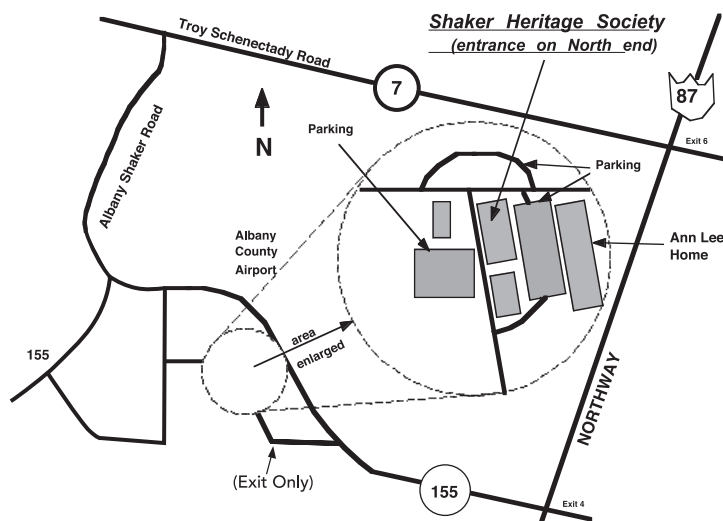 Shaker Heritage Society
(entrance on North end)
Troy Schenectady Road
7
87
Exit 6
Albany Shaker Road
N
Parking
Parking
Albany
County
Airport
Ann Lee
Home
area
enlarged
155
NORTHWAY
(Exit Only)
155
Exit 4